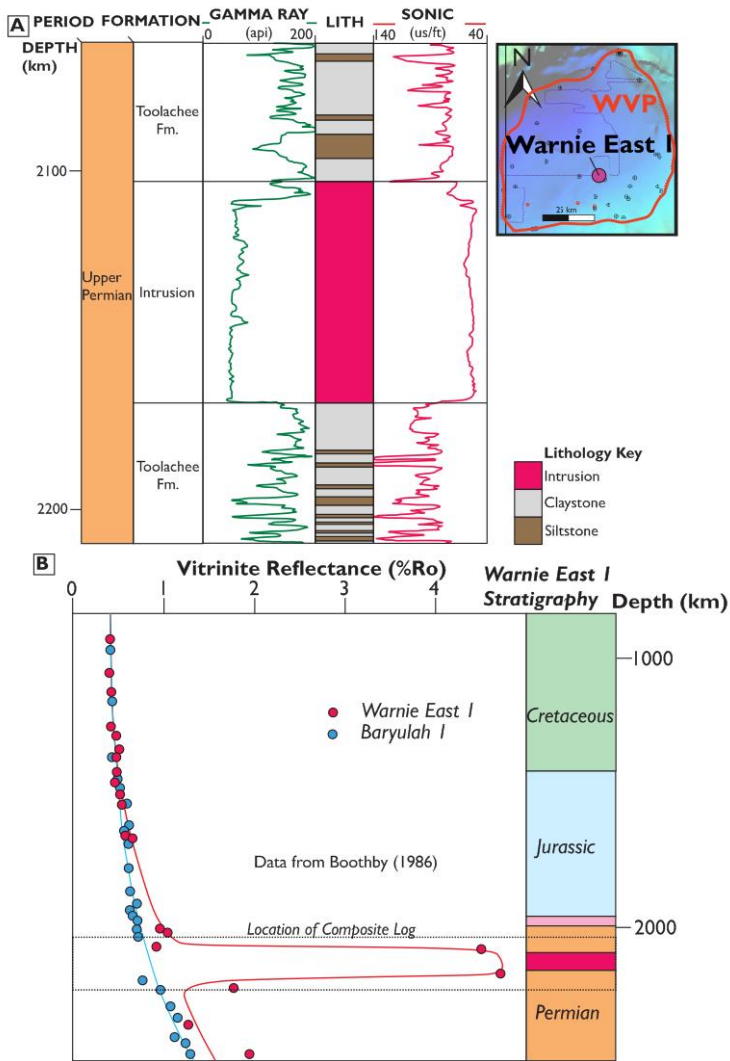 A
PERIOD FORMATION
GAMMA RAY
LITH
SONIC
DEPTH
(km)
0 (api) 200
140 (us/ft) 40
Toolachee
Fm.
2100
Upper
Permian
Intrusion
Toolachee
Fm.
2200
N
WVP
Warnie East 1
25 km
Lithology Key
Intrusion
Claystone
Siltstone
B
Vitrinite Reflectance (%Ro)
Warnie East 1
Stratigraphy
Depth (km)
0 1 2 3 4
1000
Warnie East 1
Baryulah 1
Cretaceous
Jurassic
Data from Boothby (1986)
Location of Composite Log
2000
Permian